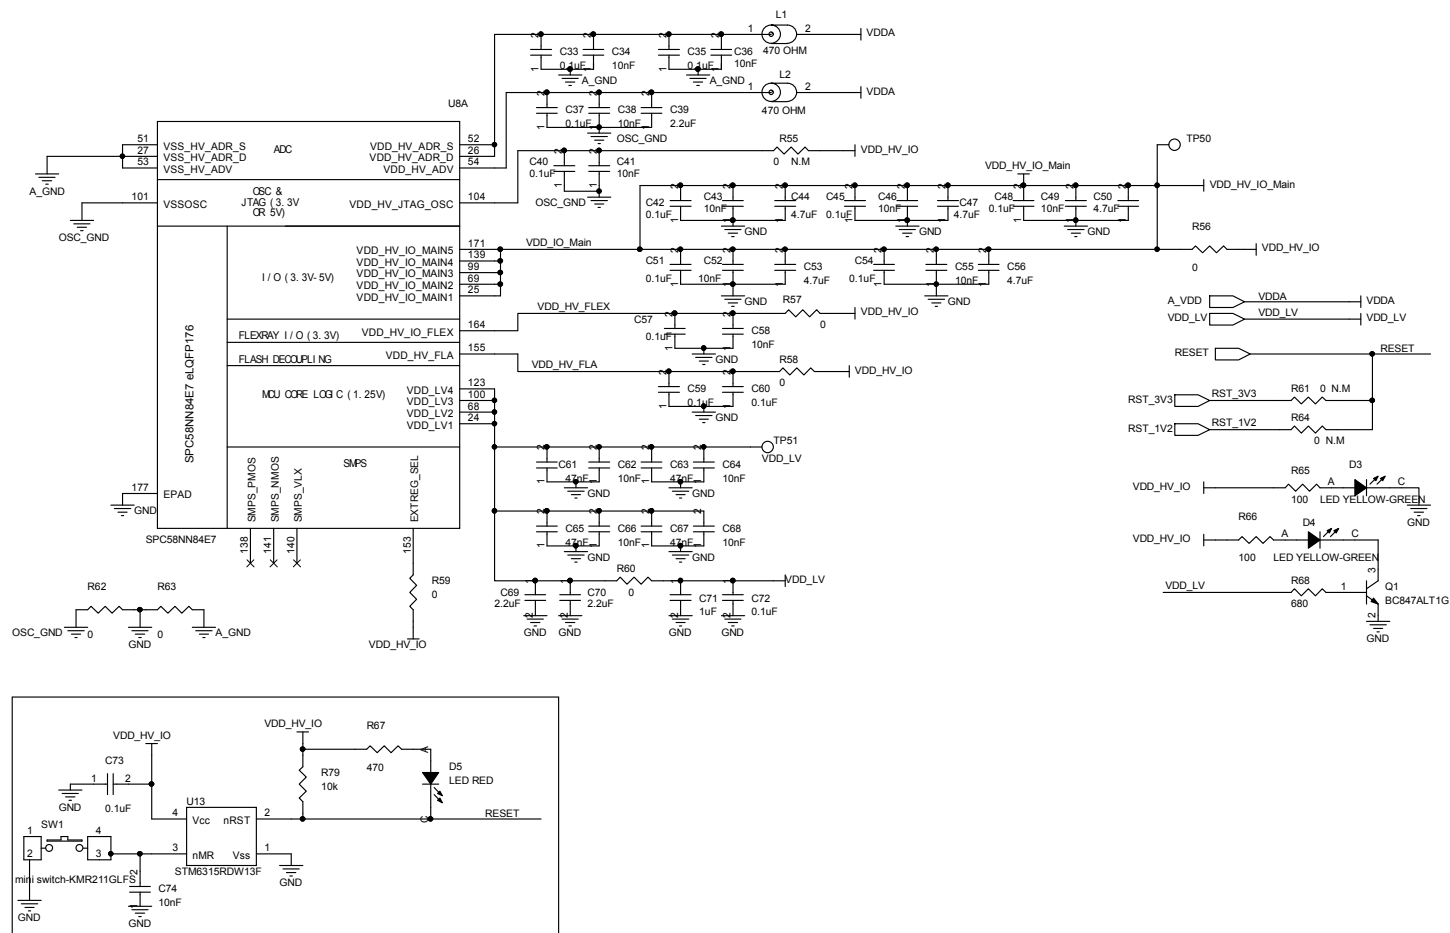 L1
1 2 VDDA
470 OHM
C33 0.1uF
C34 10nF
C35 0.1uF
C36 10nF
A_GND A_GND
L2
1 2 VDDA
470 OHM
C37 0.1uF
C38 10nF
C39 2.2uF
OSC_GND
U8A
51 VSS_HV_ADR_S
27 VSS_HV_ADR_D
53 VSS_HV_ADV
ADC
VDD_HV_ADR_S 52
VDD_HV_ADR_D 26
VDD_HV_ADV 54
A_GND
101 VSSOSC
OSC &
JTAG (3.3V
OR 5V)
VDD_HV_JTAG_OSC 104
OSC_GND
C40 0.1uF
C41 10nF
OSC_GND
R55
0 N.M
VDD_HV_IO
TP50
VDD_HV_IO_Main
VDD_HV_IO_Main
C42 0.1uF
C43 10nF
C44 4.7uF
C45 0.1uF
C46 10nF
C47 4.7uF
C48 0.1uF
C49 10nF
C50 4.7uF
GND GND GND
I/O (3.3V-5V)
VDD_HV_IO_MAIN5 171
VDD_HV_IO_MAIN4 139
VDD_HV_IO_MAIN3 99
VDD_HV_IO_MAIN2 69
VDD_HV_IO_MAIN1 25
VDD_IO_Main
C51 0.1uF
C52 10nF
C53 4.7uF
C54 0.1uF
C55 10nF
C56 4.7uF
GND GND
R56
0
VDD_HV_IO
FLEXRAY I/O (3.3V)
VDD_HV_IO_FLEX 164
VDD_HV_FLEX
C57 0.1uF
C58 10nF
GND
R57
0
VDD_HV_IO
FLASH DECOUPLING
VDD_HV_FLA 155
VDD_HV_FLA
C59 0.1uF
C60 0.1uF
GND
R58
0
VDD_HV_IO
MCU CORE LOGIC (1.25V)
VDD_LV4 123
VDD_LV3 100
VDD_LV2 68
VDD_LV1 24
SPC58NN84E7 eLQFP176
C61 47nF
C62 10nF
C63 47nF
C64 10nF
GND GND
TP51
VDD_LV
C65 47nF
C66 10nF
C67 47nF
C68 10nF
GND GND
C69 2.2uF
C70 2.2uF
R60
0
C71 1uF
C72 0.1uF
VDD_LV
GND GND GND GND
177 EPAD
GND
SMPS
SMPS_PMOS 138
SMPS_NMOS 141
SMPS_VLX 140
EXTREG_SEL 153
SPC58NN84E7
R59
0
VDD_HV_IO
R62 R63
OSC_GND 0 GND 0 A_GND
A_VDD VDDA VDDA
VDD_LV VDD_LV VDD_LV
RESET RESET
RST_3V3 RST_3V3 R61 0 N.M
RST_1V2 RST_1V2 R64
0 N.M
VDD_HV_IO R65 100 A D3 C
LED YELLOW-GREEN
GND
VDD_HV_IO R66 100 A D4 C
LED YELLOW-GREEN
VDD_LV R68 680 1 3 2 Q1
BC847ALT1G
GND
VDD_HV_IO
C73
1 2
0.1uF
GND
VDD_HV_IO
R67
470
R79
10k
D5
LED RED
RESET
U13
4 Vcc nRST 2
3 nMR Vss 1
STM6315RDW13F
GND
SW1
1 4
2 3
mini switch-KMR211GLFS
GND
C74
10nF
GND